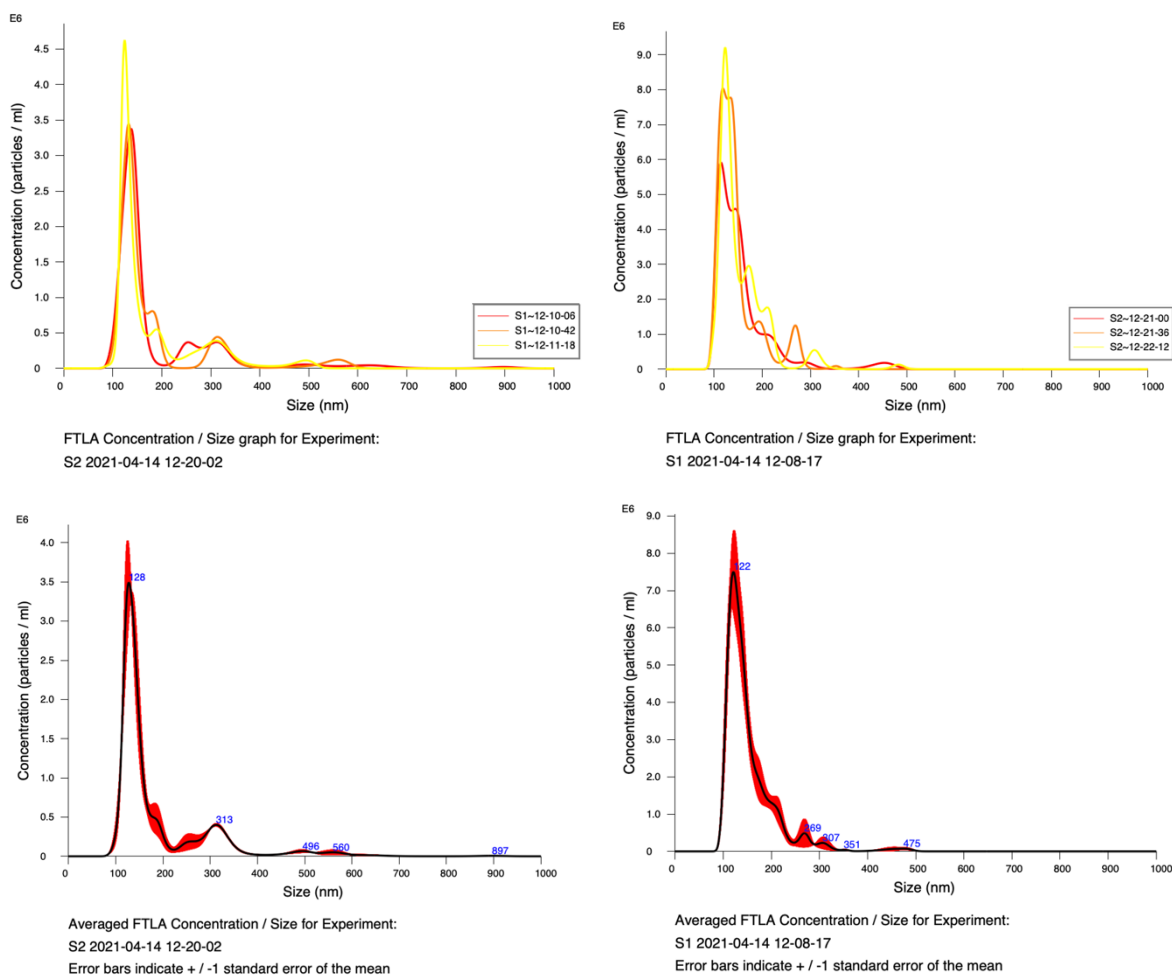 E6
4.5
4.0
3.5
3.0
2.5
2.0
1.5
1.0
0.5
0
Concentration (particles / ml)
S1~12-10-06
S1~12-10-42
S1~12-11-18
0 100 200 300 400 500 600 700 800 900 1000
Size (nm)
FTLA Concentration / Size graph for Experiment:
S2 2021-04-14 12-20-02
E6
9.0
8.0
7.0
6.0
5.0
4.0
3.0
2.0
1.0
0
Concentration (particles / ml)
S2~12-21-00
S2~12-21-36
S2~12-22-12
0 100 200 300 400 500 600 700 800 900 1000
Size (nm)
FTLA Concentration / Size graph for Experiment:
S1 2021-04-14 12-08-17
E6
4.0
3.5
3.0
2.5
2.0
1.5
1.0
0.5
0
Concentration (particles / ml)
128
313
496
560
897
0 100 200 300 400 500 600 700 800 900 1000
Size (nm)
Averaged FTLA Concentration / Size for Experiment:
S2 2021-04-14 12-20-02
Error bars indicate + / -1 standard error of the mean
E6
9.0
8.0
7.0
6.0
5.0
4.0
3.0
2.0
1.0
0
Concentration (particles / ml)
122
269
307
351
475
0 100 200 300 400 500 600 700 800 900 1000
Size (nm)
Averaged FTLA Concentration / Size for Experiment:
S1 2021-04-14 12-08-17
Error bars indicate + / -1 standard error of the mean